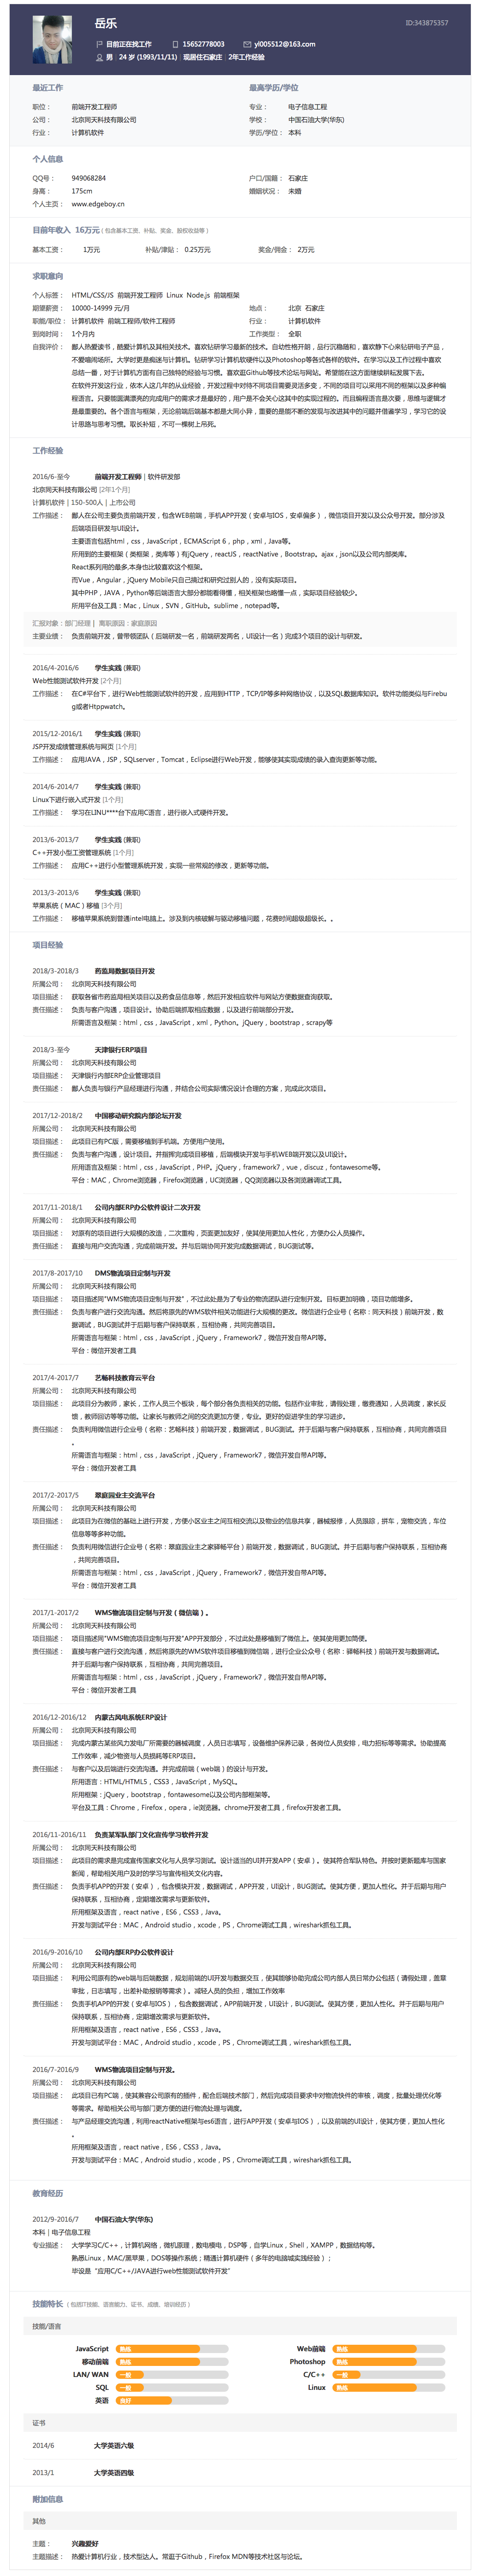 岳乐
ID:343875357
目前正在找工作 15652778003 yl005512@163.com
男 | 24 岁 (1993/11/11) | 现居住石家庄 | 2年工作经验
最近工作 最高学历/学位
职位： 前端开发工程师 专业： 电子信息工程
公司： 北京同天科技有限公司 学校： 中国石油大学(华东)
行业： 计算机软件 学历/学位： 本科
个人信息
QQ号： 949068284 户口/国籍： 石家庄
身高： 175cm 婚姻状况： 未婚
个人主页： www.edgeboy.cn
目前年收入 16万元 ( 包含基本工资、补贴、奖金、股权收益等 )
基本工资： 1万元 补贴/津贴： 0.25万元 奖金/佣金： 2万元
求职意向
个人标签： HTML/CSS/JS 前端开发工程师 Linux Node.js 前端框架
期望薪资： 10000-14999 元/月 地点： 北京 石家庄
职能/职位： 计算机软件 前端工程师/软件工程师 行业： 计算机软件
到岗时间： 1个月内 工作类型： 全职
自我评价： 鄙人热爱读书，酷爱计算机及其相关技术。喜欢钻研学习最新的技术。自幼性格开朗，品行沉稳随和，喜欢静下心来钻研电子产品，
不爱喧闹场所。大学时更是痴迷与计算机。钻研学习计算机软硬件以及Photoshop等各式各样的软件。在学习以及工作过程中喜欢
总结一番，对于计算机方面有自己独特的经验与习惯。喜欢逛Github等技术论坛与网站。希望能在这方面继续耕耘发展下去。
在软件开发这行业，依本人这几年的从业经验，开发过程中对待不同项目需要灵活多变，不同的项目可以采用不同的框架以及多种编
程语言。只要能圆满漂亮的完成用户的需求才是最好的，用户是不会关心这其中的实现过程的。而且编程语言是次要，思维与逻辑才
是最重要的。各个语言与框架，无论前端后端基本都是大同小异，重要的是能不断的发现与改进其中的问题并借遍学习，学习它的设
计思路与思考习惯。取长补短，不可一棵树上吊死。
工作经验
2016/6-至今 前端开发工程师 | 软件研发部
北京同天科技有限公司 [2年1个月]
计算机软件 | 150-500人 | 上市公司
工作描述： 鄙人在公司主要负责前端开发，包含WEB前端，手机APP开发（安卓与IOS，安卓偏多），微信项目开发以及公众号开发。部分涉及
后端项目研发与UI设计。
主要语言包括html，css，JavaScript，ECMAScript 6，php，xml，Java等。
所用到的主要框架（类框架，类库等）有jQuery，reactJS，reactNative，Bootstrap。ajax，json以及公司内部类库。
React系列用的最多,本身也比较喜欢这个框架。
而Vue，Angular，jQuery Mobile只自己搞过和研究过别人的，没有实际项目。
其中PHP，JAVA，Python等后端语言大部分都能看得懂，相关框架也略懂一点，实际项目经验较少。
所用平台及工具：Mac，Linux，SVN，GitHub。sublime，notepad等。
汇报对象：部门经理 | 离职原因：家庭原因
主要业绩： 负责前端开发，曾带领团队（后端研发一名，前端研发两名，UI设计一名）完成3个项目的设计与研发。
2016/4-2016/6 学生实践 (兼职)
Web性能测试软件开发 [2个月]
工作描述： 在C#平台下，进行Web性能测试软件的开发，应用到HTTP，TCP/IP等多种网络协议，以及SQL数据库知识。软件功能类似与Firebu
g或者Httpwatch。
2015/12-2016/1 学生实践 (兼职)
JSP开发成绩管理系统与网页 [1个月]
工作描述： 应用JAVA，JSP，SQLserver，Tomcat，Eclipse进行Web开发，能够使其实现成绩的录入查询更新等功能。
2014/6-2014/7 学生实践 (兼职)
Linux下进行嵌入式开发 [1个月]
工作描述： 学习在LINU****台下应用C语言，进行嵌入式硬件开发。
2013/6-2013/7 学生实践 (兼职)
C++开发小型工资管理系统 [1个月]
工作描述： 应用C++进行小型管理系统开发，实现一些常规的修改，更新等功能。
2013/3-2013/6 学生实践 (兼职)
苹果系统（MAC）移植 [3个月]
工作描述： 移植苹果系统到普通intel电脑上。涉及到内核破解与驱动移植问题，花费时间超级超级长。。
项目经验
2018/3-2018/3 药监局数据项目开发
所属公司： 北京同天科技有限公司
项目描述： 获取各省市药监局相关项目以及药食品信息等，然后开发相应软件与网站方便数据查询获取。
责任描述： 负责与客户沟通，项目设计。协助后端抓取相应数据，以及进行前端部分开发。
所需语言及框架：html，css，JavaScript，xml，Python。jQuery，bootstrap，scrapy等
2018/3-至今 天津银行ERP项目
所属公司： 北京同天科技有限公司
项目描述： 天津银行内部ERP企业管理项目
责任描述： 鄙人负责与银行产品经理进行沟通，并结合公司实际情况设计合理的方案，完成此次项目。
2017/12-2018/2 中国移动研究院内部论坛开发
所属公司： 北京同天科技有限公司
项目描述： 此项目已有PC版，需要移植到手机端。方便用户使用。
责任描述： 负责与客户沟通，设计项目。并指挥完成项目移植，后端模块开发与手机WEB端开发以及UI设计。
所用语言及框架：html，css，JavaScript，PHP。jQuery，framework7，vue，discuz，fontawesome等。
平台：MAC，Chrome浏览器，Firefox浏览器，UC浏览器，QQ浏览器以及各浏览器调试工具。
2017/11-2018/1 公司内部ERP办公软件设计二次开发
所属公司： 北京同天科技有限公司
项目描述： 对原有的项目进行大规模的改造，二次重构，页面更加友好，使其使用更加人性化，方便办公人员操作。
责任描述： 直接与用户交流沟通，完成前端开发。并与后端协同开发完成数据调试，BUG测试等。
2017/8-2017/10 DMS物流项目定制与开发
所属公司： 北京同天科技有限公司
项目描述： 项目描述同"WMS物流项目定制与开发"，不过此处是为了专业的物流团队进行定制开发。目标更加明确，项目功能增多。
责任描述： 负责与客户进行交流沟通。然后将原先的WMS软件相关功能进行大规模的更改。微信进行企业号（名称：同天科技）前端开发，数
据调试，BUG测试并于后期与客户保持联系，互相协商，共同完善项目。
所需语言与框架：html，css，JavaScript，jQuery，Framework7，微信开发自带API等。
平台：微信开发者工具
2017/4-2017/7 艺畅科技教育云平台
所属公司： 北京同天科技有限公司
项目描述： 此项目分为教师，家长，工作人员三个板块，每个部分各负责相关的功能。包括作业审批，请假处理，缴费通知，人员调度，家长反
馈，教师回访等等功能。让家长与教师之间的交流更加方便，专业。更好的促进学生的学习进步。
责任描述： 负责利用微信进行企业号（名称：艺畅科技）前端开发，数据调试，BUG测试。并于后期与客户保持联系，互相协商，共同完善项目
。
所需语言与框架：html，css，JavaScript，jQuery，Framework7，微信开发自带API等。
平台：微信开发者工具
2017/2-2017/5 翠庭园业主交流平台
所属公司： 北京同天科技有限公司
项目描述： 此项目为在微信的基础上进行开发，方便小区业主之间互相交流以及物业的信息共享，器械报修，人员跟踪，拼车，宠物交流，车位
信息等等多种功能。
责任描述： 负责利用微信进行企业号（名称：翠庭园业主之家驿畅平台）前端开发，数据调试，BUG测试。并于后期与客户保持联系，互相协商
，共同完善项目。
所需语言与框架：html，css，JavaScript，jQuery，Framework7，微信开发自带API等。
平台：微信开发者工具
2017/1-2017/2 WMS物流项目定制与开发（微信端）。
所属公司： 北京同天科技有限公司
项目描述： 项目描述同"WMS物流项目定制与开发"APP开发部分，不过此处是移植到了微信上。使其使用更加简便。
责任描述： 直接与客户进行交流沟通，然后将原先的WMS软件项目移植到微信端，进行企业公众号（名称：驿畅科技）前端开发与数据调试。
并于后期与客户保持联系，互相协商，共同完善项目。
所需语言与框架：html，css，JavaScript，jQuery，Framework7，微信开发自带API等。
平台：微信开发者工具
2016/12-2016/12 内蒙古风电系统ERP设计
所属公司： 北京同天科技有限公司
项目描述： 完成内蒙古某些风力发电厂所需要的器械调度，人员日志填写，设备维护保养记录，各岗位人员安排，电力招标等等需求。协助提高
工作效率，减少物资与人员损耗等ERP项目。
责任描述： 与客户以及后端进行交流沟通。并完成前端（web端）的设计与开发。
所用语言：HTML/HTML5，CSS3，JavaScript，MySQL。
所用框架：jQuery，bootstrap，fontawesome以及公司内部框架等。
平台及工具：Chrome，Firefox，opera，ie浏览器。chrome开发者工具，firefox开发者工具。
2016/11-2016/11 负责某军队部门文化宣传学习软件开发
所属公司： 北京同天科技有限公司
项目描述： 此项目的需求是完成宣传国家文化与人员学习测试。设计适当的UI并开发APP（安卓）。使其符合军队特色。并按时更新题库与国家
新闻，帮助相关用户及时的学习与宣传相关文化内容。
责任描述： 负责手机APP的开发（安卓），包含模块开发，数据调试，APP开发，UI设计，BUG测试。使其方便，更加人性化。并于后期与用户
保持联系，互相协商，定期增改需求与更新软件。
所用框架及语言，react native，ES6，CSS3，Java。
开发与测试平台：MAC，Android studio，xcode，PS，Chrome调试工具，wireshark抓包工具。
2016/9-2016/10 公司内部ERP办公软件设计
所属公司： 北京同天科技有限公司
项目描述： 利用公司原有的web端与后端数据，规划前端的UI开发与数据交互，使其能够协助完成公司内部人员日常办公包括（请假处理，盖章
审批，日志填写，出差补助报销等需求）。减轻人员的负担，增加工作效率
责任描述： 负责手机APP的开发（安卓与IOS），包含数据调试，APP前端开发，UI设计，BUG测试。使其方便，更加人性化。并于后期与用户
保持联系，互相协商，定期增改需求与更新软件。
所用框架及语言，react native，ES6，CSS3，Java。
开发与测试平台：MAC，Android studio，xcode，PS，Chrome调试工具，wireshark抓包工具。
2016/7-2016/9 WMS物流项目定制与开发。
所属公司： 北京同天科技有限公司
项目描述： 此项目已有PC端，使其兼容公司原有的插件，配合后端技术部门，然后完成项目要求中对物流快件的审核，调度，批量处理优化等
等需求。帮助相关公司与部门更方便的进行物流处理与调度。
责任描述： 与产品经理交流沟通，利用reactNative框架与es6语言，进行APP开发（安卓与IOS），以及前端的UI设计，使其方便，更加人性化
。
所用框架及语言，react native，ES6，CSS3，Java。
开发与测试平台：MAC，Android studio，xcode，PS，Chrome调试工具，wireshark抓包工具。
教育经历
2012/9-2016/7 中国石油大学(华东)
本科 | 电子信息工程
专业描述： 大学学习C/C++，计算机网络，微机原理，数电模电，DSP等，自学Linux，Shell，XAMPP，数据结构等。
熟悉Linux，MAC/黑苹果，DOS等操作系统；精通计算机硬件（多年的电脑城实践经验）；
毕设是“应用C/C++/JAVA进行web性能测试软件开发”
技能特长 ( 包括IT技能、语言能力、证书、成绩、培训经历 )
技能/语言
JavaScript 熟练 Web前端 熟练
移动前端 熟练 Photoshop 熟练
LAN/ WAN 一般 C/C++ 一般
SQL 一般 Linux 熟练
英语 良好
证书
2014/6 大学英语六级
2013/1 大学英语四级
附加信息
其他
主题： 兴趣爱好
主题描述： 热爱计算机行业，技术型达人。常逛于Github，Firefox MDN等技术社区与论坛。